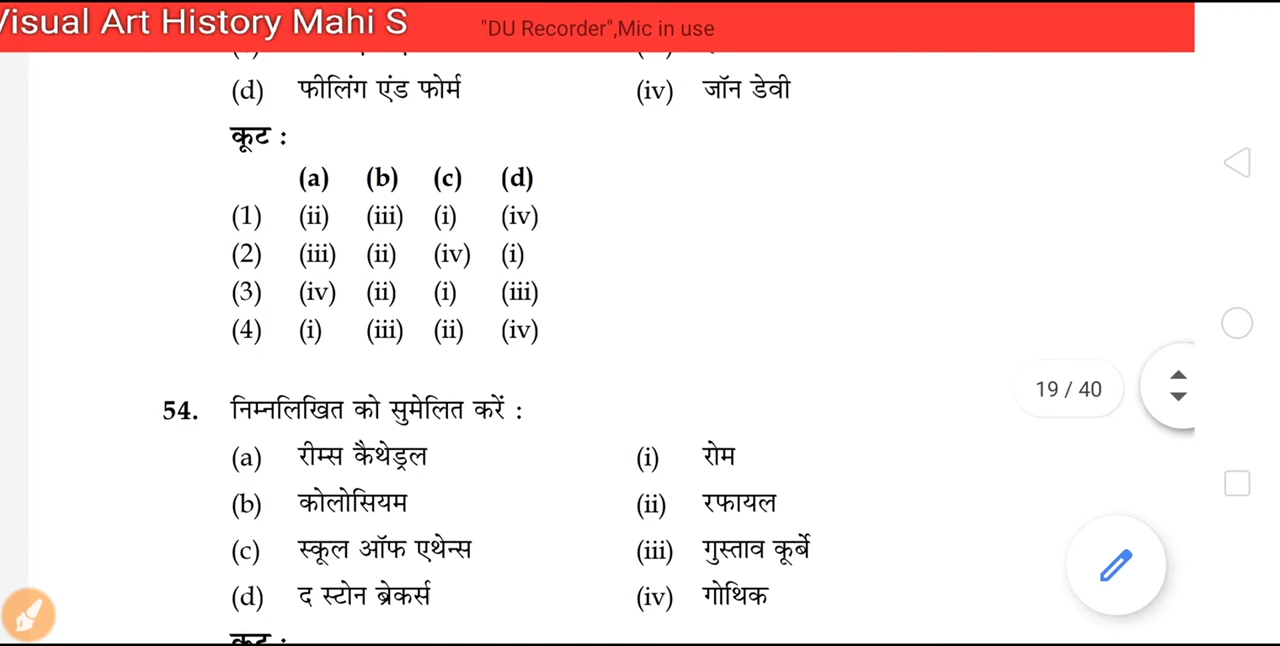 Visual Art History Mahi S
"DU Recorder",Mic in use
(d) फीलिंग एंड फोर्म (iv) जॉन डेवी
कूट :
(a) (b) (c) (d)
(1) (ii) (iii) (i) (iv)
(2) (iii) (ii) (iv) (i)
(3) (iv) (ii) (i) (iii)
(4) (i) (iii) (ii) (iv)
19 / 40
54. निम्नलिखित को सुमेलित करें :
(a) रीम्स कैथेड्रल (i) रोम
(b) कोलोसियम (ii) रफायल
(c) स्कूल ऑफ एथेन्स (iii) गुस्ताव कूर्बे
(d) द स्टोन ब्रेकर्स (iv) गोथिक
कूट :